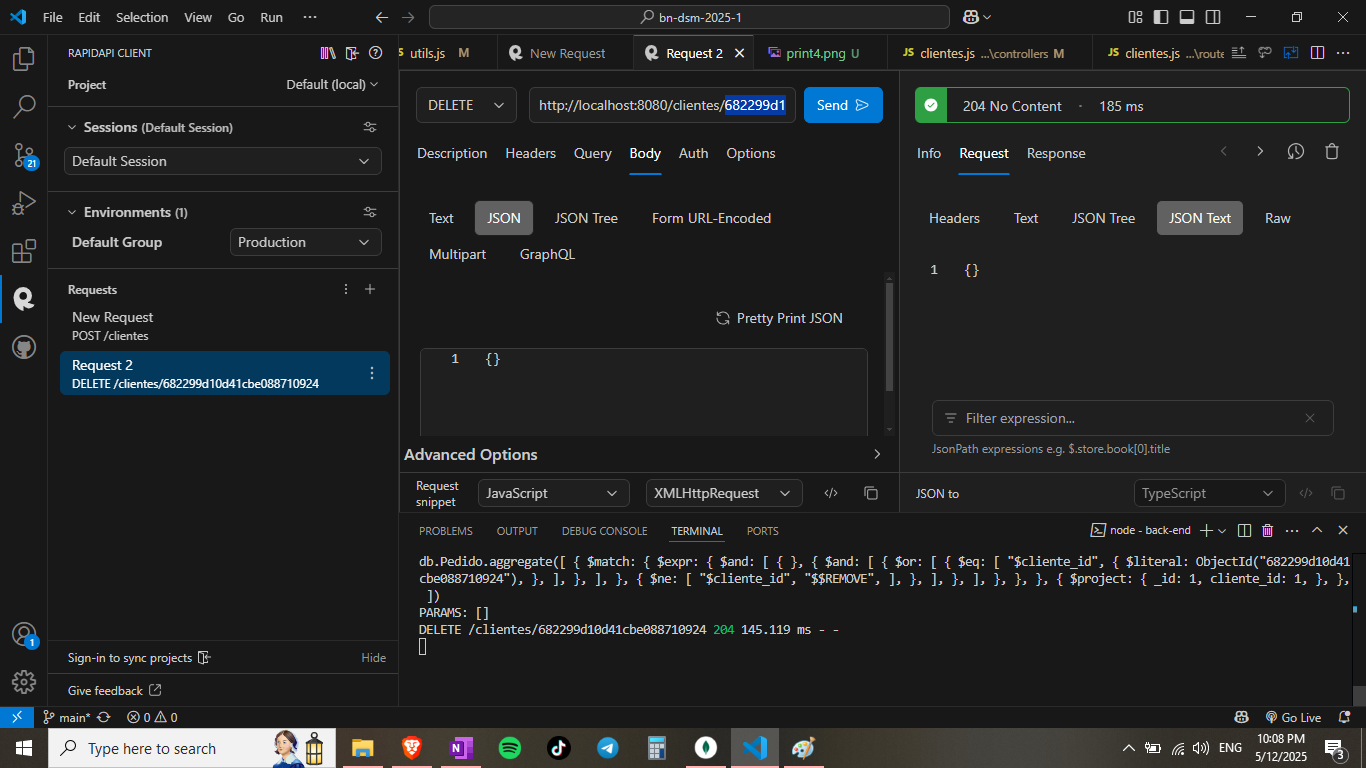 File Edit Selection View Go Run ··· bn-dsm-2025-1
RAPIDAPI CLIENT
Project Default (local)
Sessions (Default Session)
Default Session
21
Environments (1)
Default Group Production
Requests
New Request
POST /clientes
Request 2
DELETE /clientes/682299d10d41cbe088710924
Sign-in to sync projects Hide
Give feedback
1
utils.js M New Request Request 2 print4.png U JS clientes.js ...\controllers M JS clientes.js ...\route
DELETE http://localhost:8080/clientes/682299d1 Send
Description Headers Query Body Auth Options
Text JSON JSON Tree Form URL-Encoded
Multipart GraphQL
Pretty Print JSON
1 {}
Advanced Options
Request snippet JavaScript XMLHttpRequest
204 No Content · 185 ms
Info Request Response
Headers Text JSON Tree JSON Text Raw
1 {}
Filter expression...
JsonPath expressions e.g. $.store.book[0].title
JSON to TypeScript
PROBLEMS OUTPUT DEBUG CONSOLE TERMINAL PORTS node - back-end
db.Pedido.aggregate([ { $match: { $expr: { $and: [ { }, { $and: [ { $or: [ { $eq: [ "$cliente_id", { $literal: ObjectId("682299d10d41
cbe088710924"), }, ], }, ], }, { $ne: [ "$cliente_id", "$$REMOVE", ], }, ], }, ], }, }, }, { $project: { _id: 1, cliente_id: 1, }, },
])
PARAMS: []
DELETE /clientes/682299d10d41cbe088710924 204 145.119 ms - -
main* 0 0 Go Live
Type here to search ENG 10:08 PM
5/12/2025
3